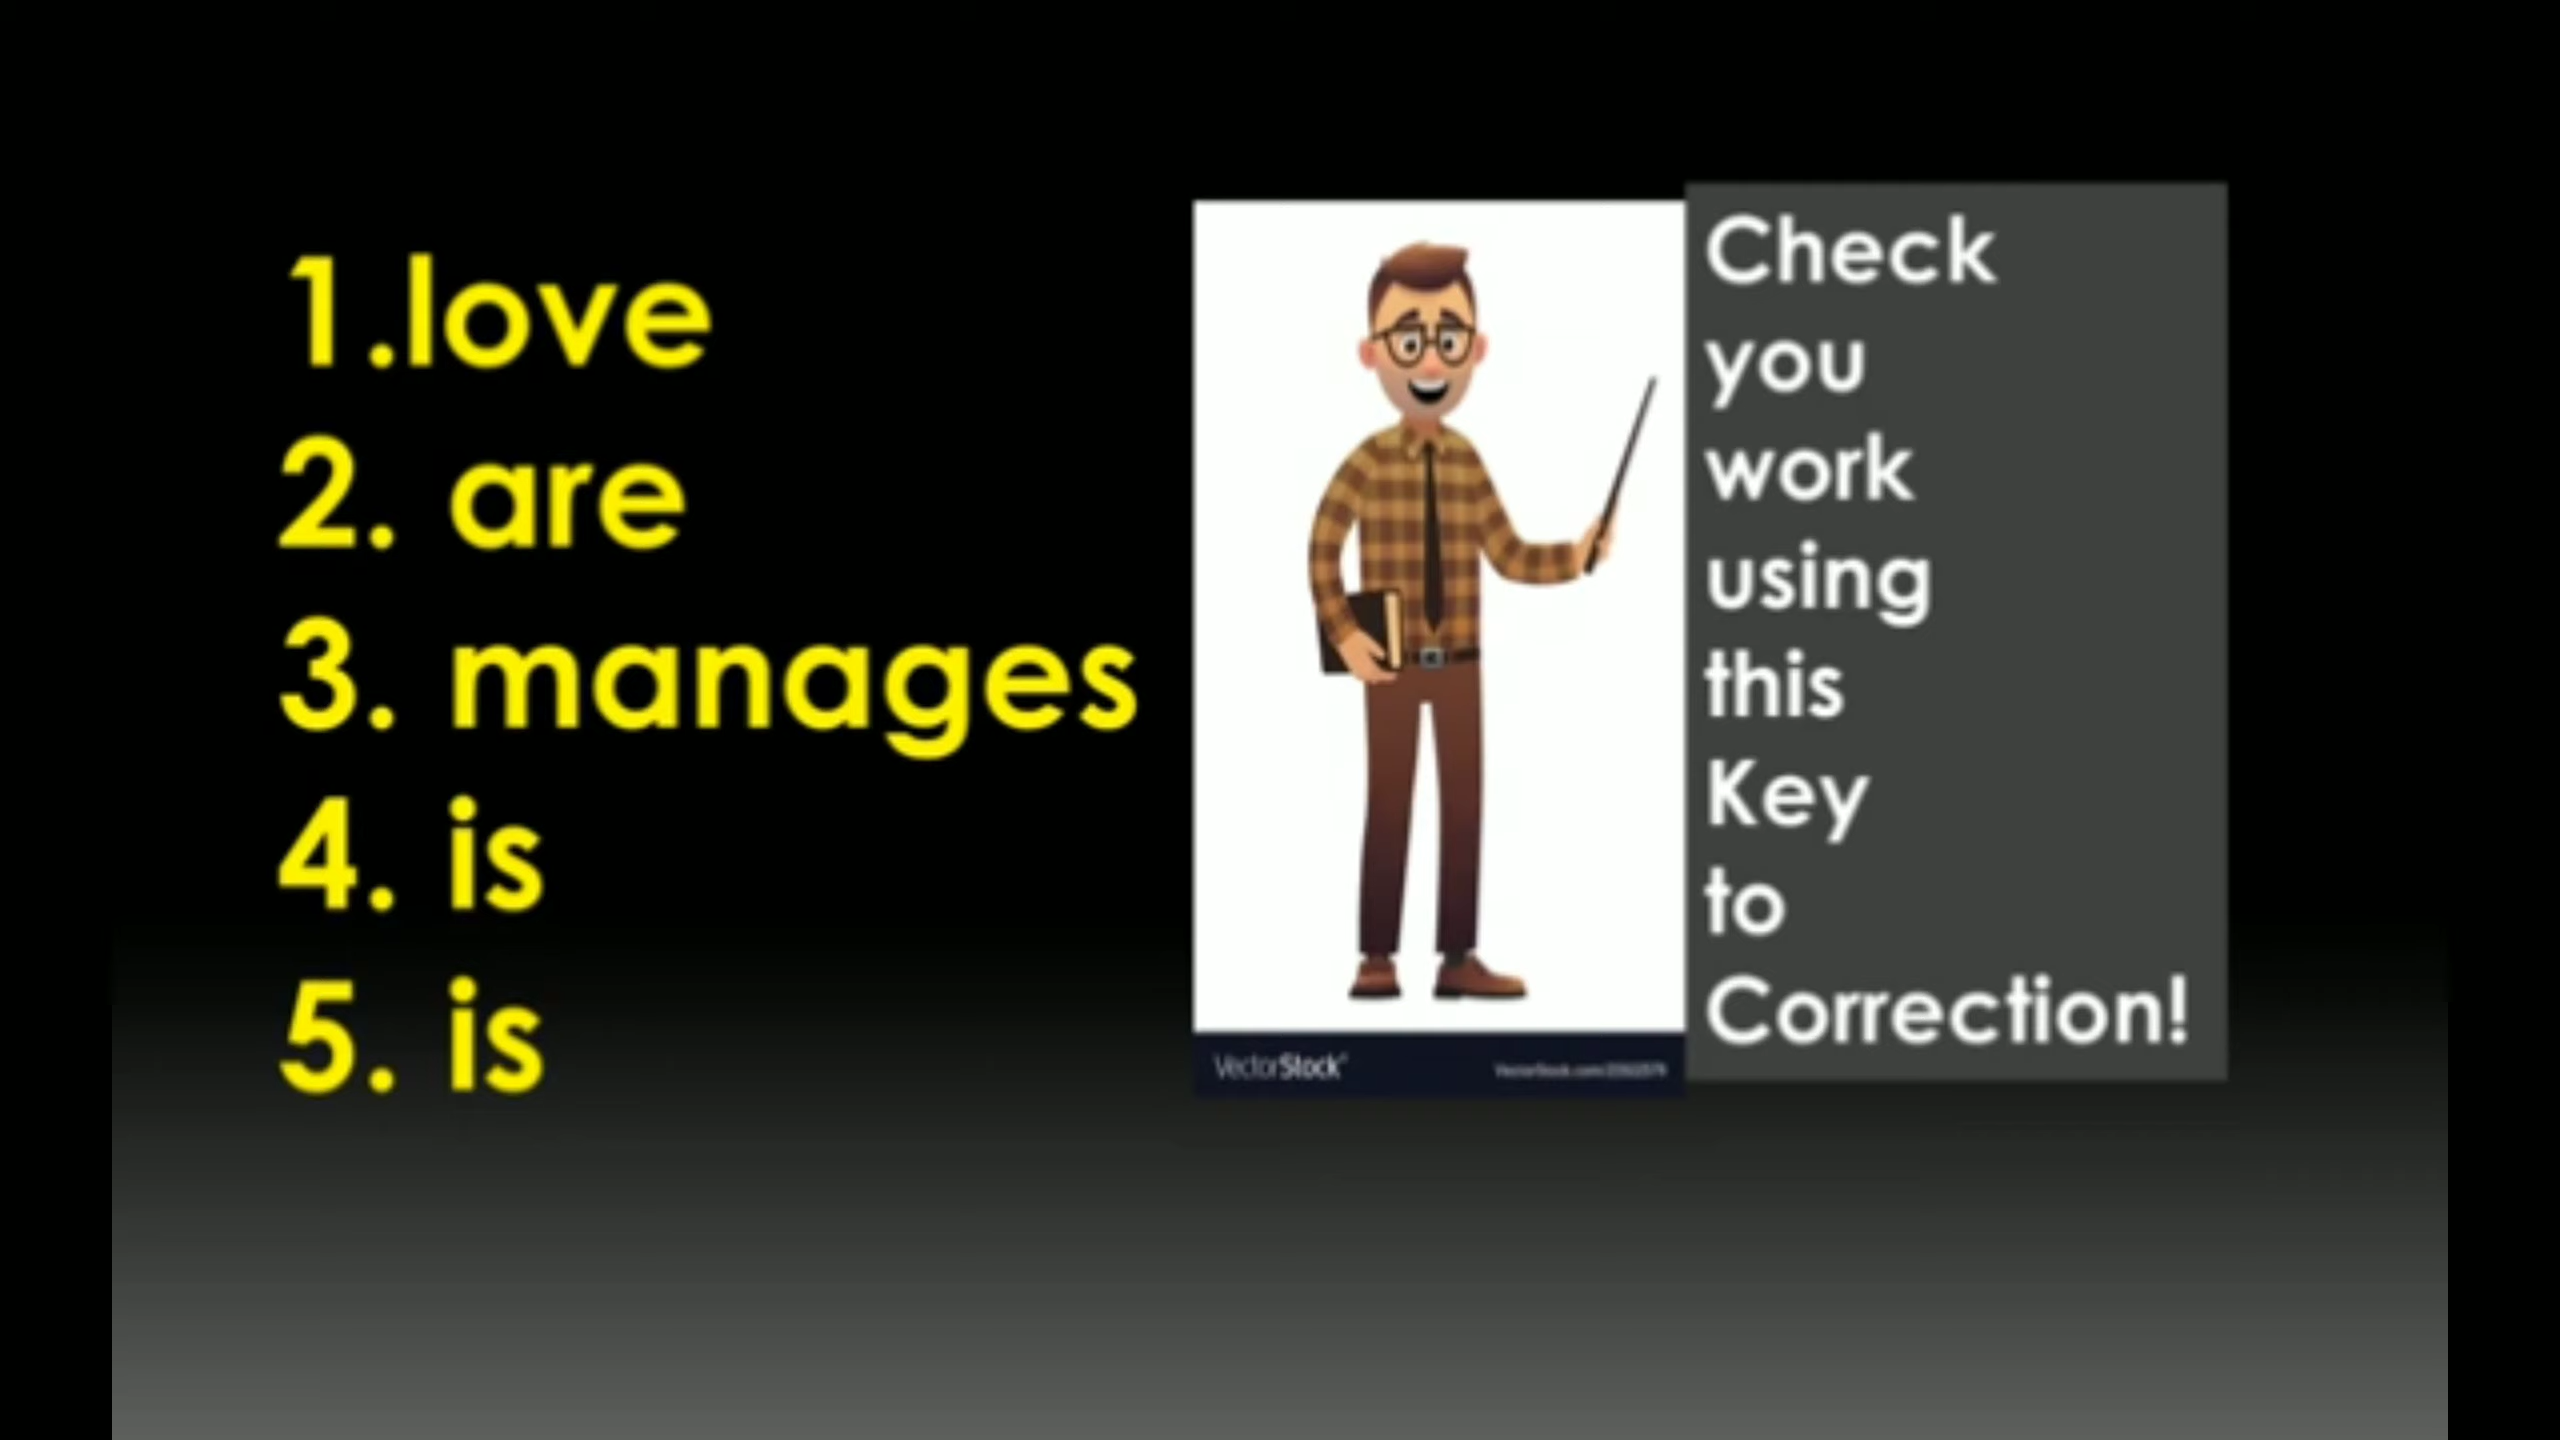 1.love
2. are
3. manages
4. is
5. is
Check
you
work
using
this
Key
to
Correction!
VectorStock®